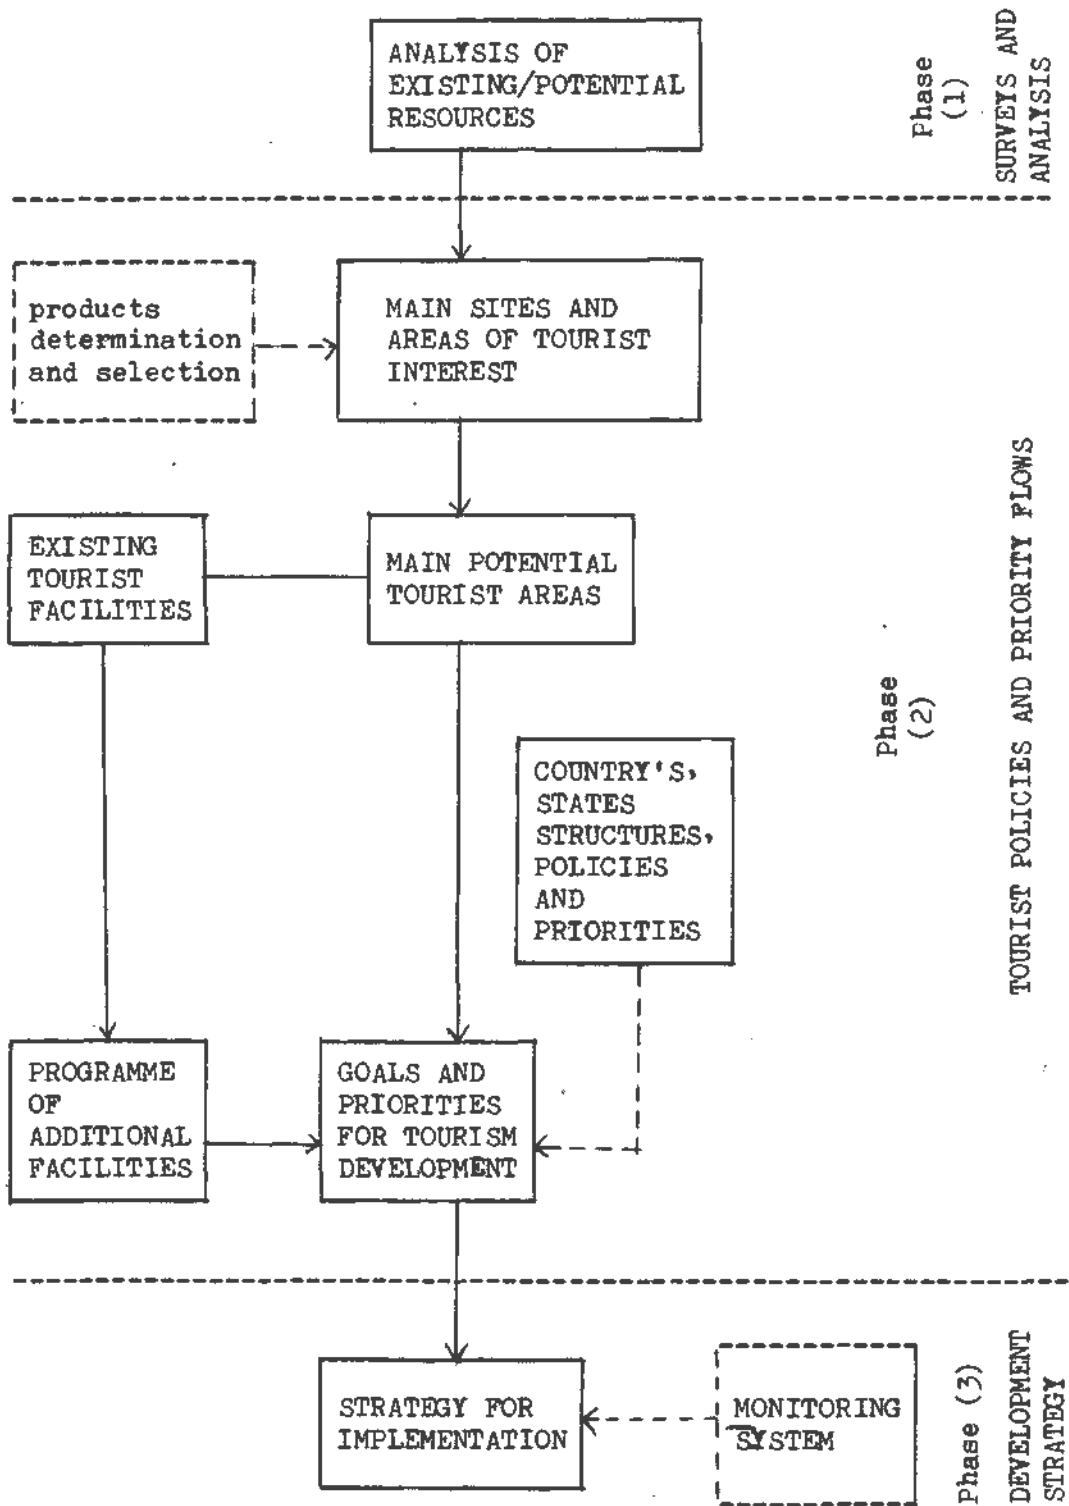 ANALYSIS OF
EXISTING/POTENTIAL
RESOURCES
Phase
(1)
SURVEYS AND
ANALYSIS
products
determination
and selection
MAIN SITES AND
AREAS OF TOURIST
INTEREST
EXISTING
TOURIST
FACILITIES
MAIN POTENTIAL
TOURIST AREAS
COUNTRY'S,
STATES
STRUCTURES,
POLICIES
AND
PRIORITIES
Phase
(2)
TOURIST POLICIES AND PRIORITY FLOWS
PROGRAMME
OF
ADDITIONAL
FACILITIES
GOALS AND
PRIORITIES
FOR TOURISM
DEVELOPMENT
STRATEGY FOR
IMPLEMENTATION
MONITORING
SYSTEM
Phase (3)
DEVELOPMENT
STRATEGY